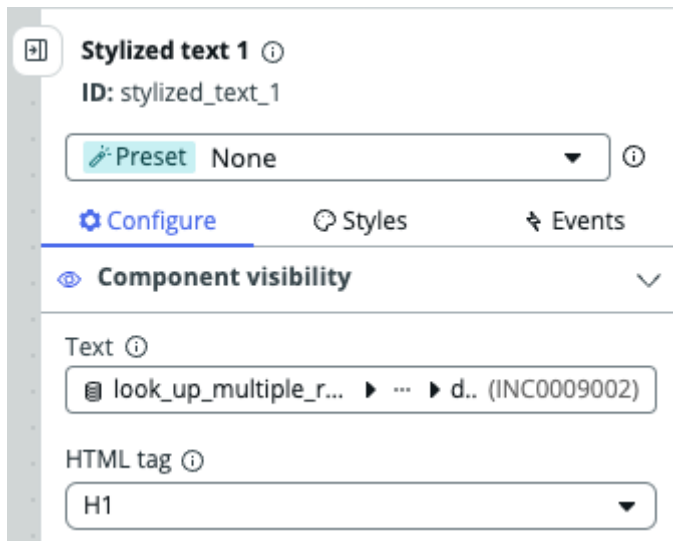 Stylized text 1
ID: stylized_text_1
Preset None
Configure Styles Events
Component visibility
Text
look_up_multiple_r... ... d.. (INC0009002)
HTML tag
H1